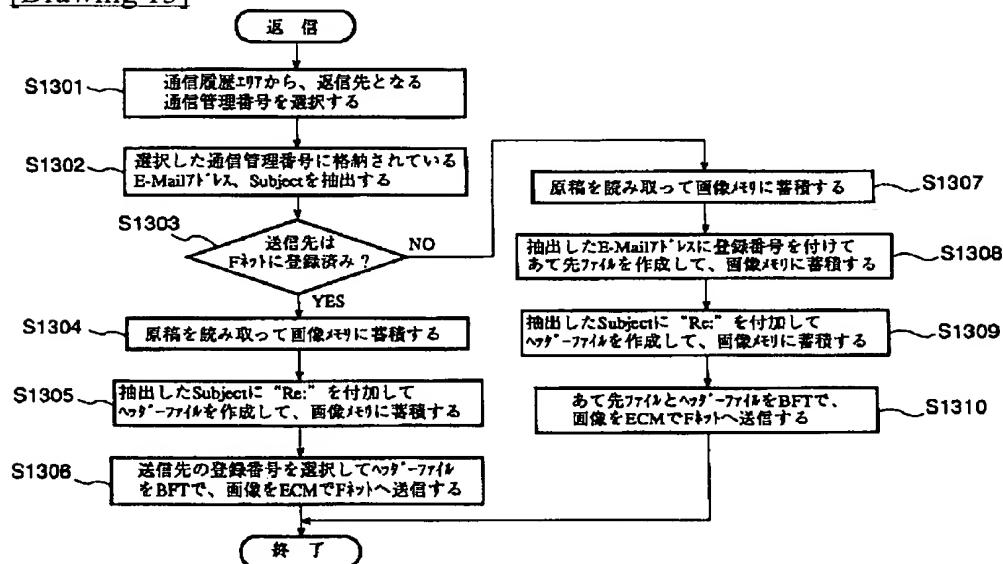 [Drawing 13]
返 信
S1301
通信履歴エリアから、返信先となる
通信管理番号を選択する
S1302
選択した通信管理番号に格納されている
E-Mailアドレス、Subjectを抽出する
S1303
送信先は
Fネットに登録済み？
NO
YES
S1304
原稿を読み取って画像メモリに蓄積する
S1305
抽出したSubjectに “Re:” を付加して
ヘッダーファイルを作成して、画像メモリに蓄積する
S1306
送信先の登録番号を選択してヘッダーファイル
をBFTで、画像をECMでFネットへ送信する
S1307
原稿を読み取って画像メモリに蓄積する
S1308
抽出したE-Mailアドレスに登録番号を付けて
あて先ファイルを作成して、画像メモリに蓄積する
S1309
抽出したSubjectに “Re:” を付加して
ヘッダーファイルを作成して、画像メモリに蓄積する
S1310
あて先ファイルとヘッダーファイルをBFTで、
画像をECMでFネットへ送信する
終 了